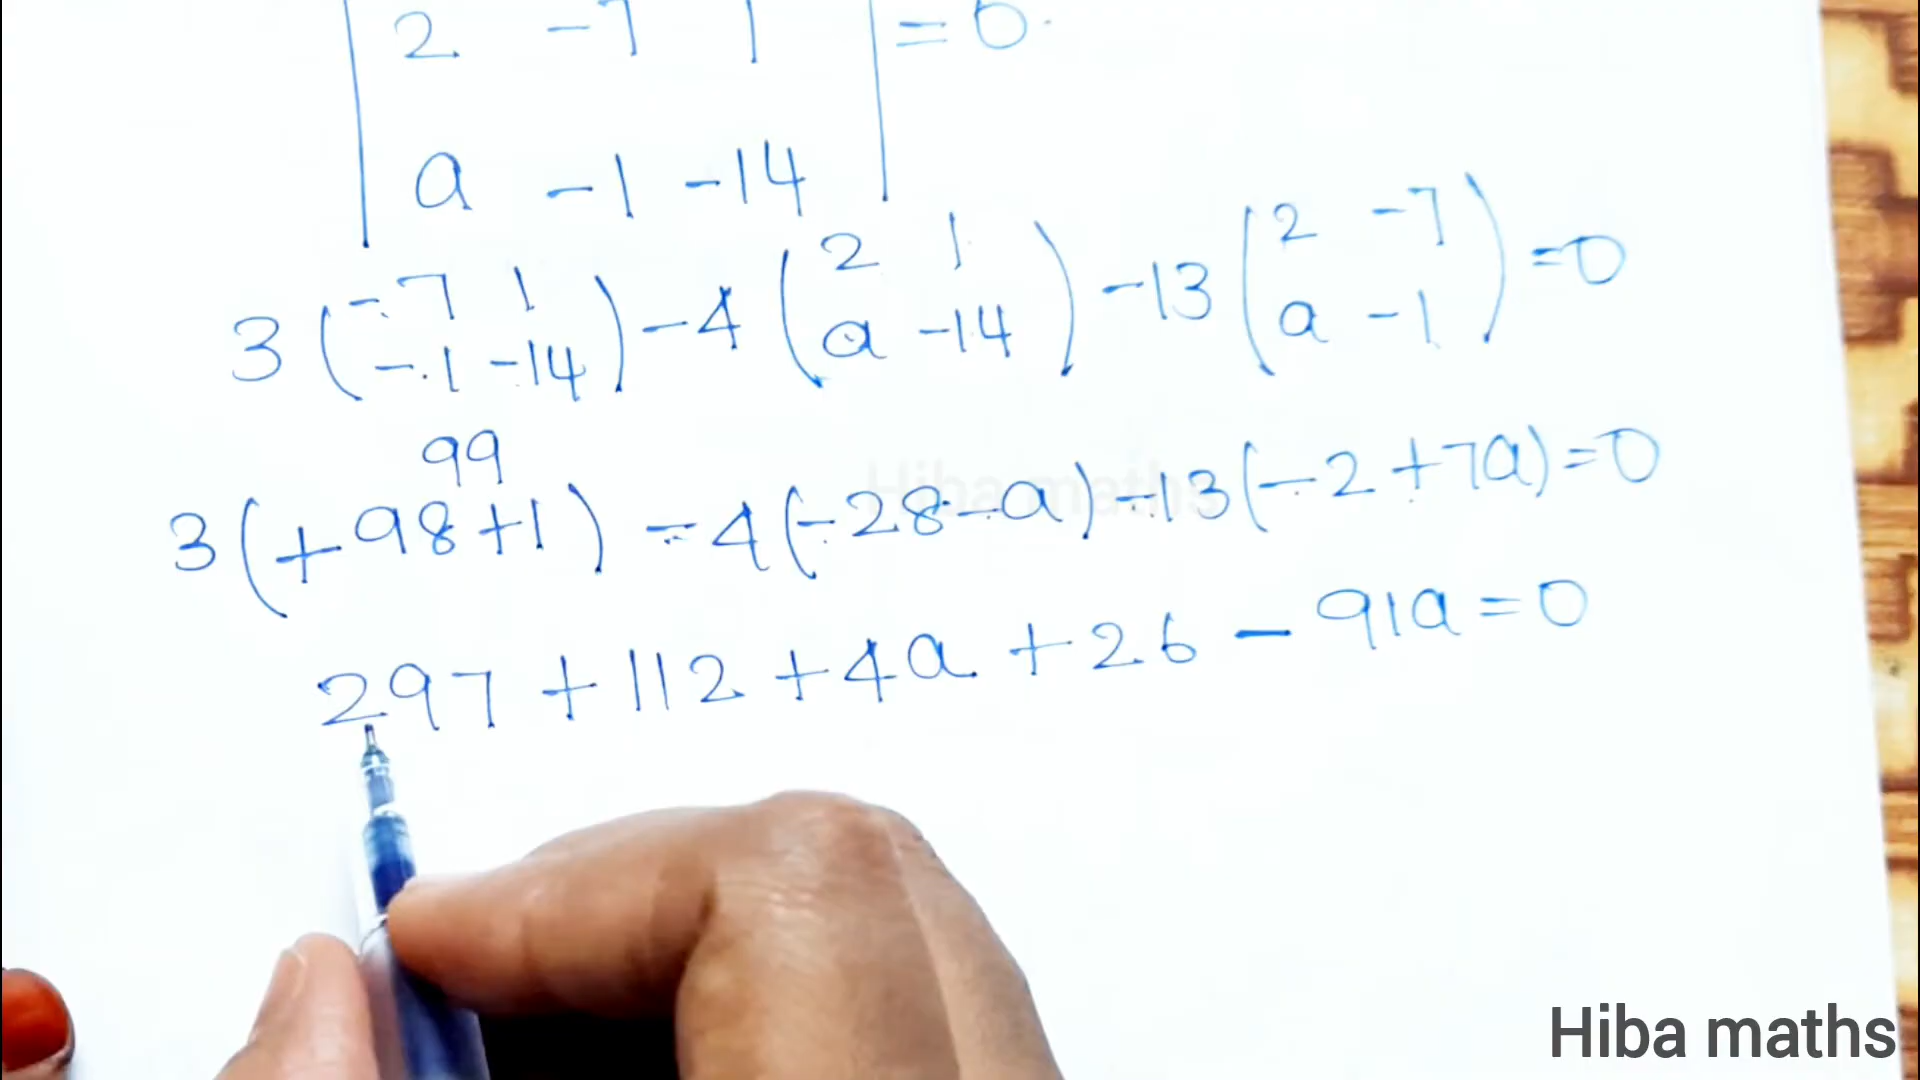 2 -7 1 = 0.
a -1 -14
3 ( -7 1 ) - 4 ( 2 1 ) - 13 ( 2 -7 ) = 0
-1 -14 a -14 a -1
99
3 ( + 98 + 1 ) - 4 ( - 28 - a ) - 13 ( - 2 + 7a ) = 0
297 + 112 + 4a + 26 - 91a = 0
Hiba maths
Hiba maths